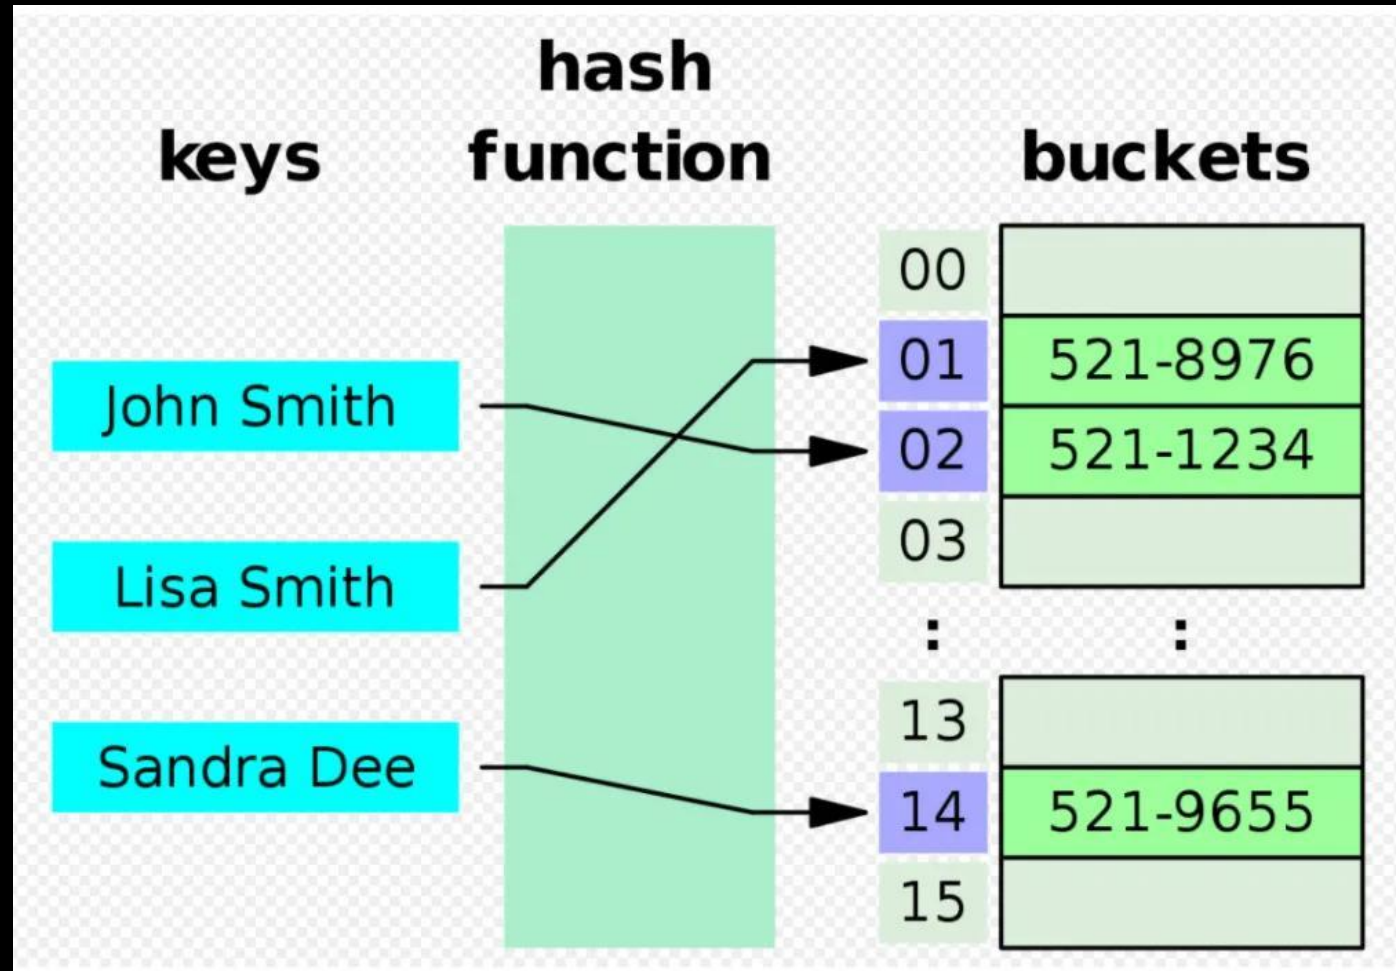 hash
keys function buckets
00
01 521-8976
John Smith
02 521-1234
03
Lisa Smith
: :
13
Sandra Dee
14 521-9655
15